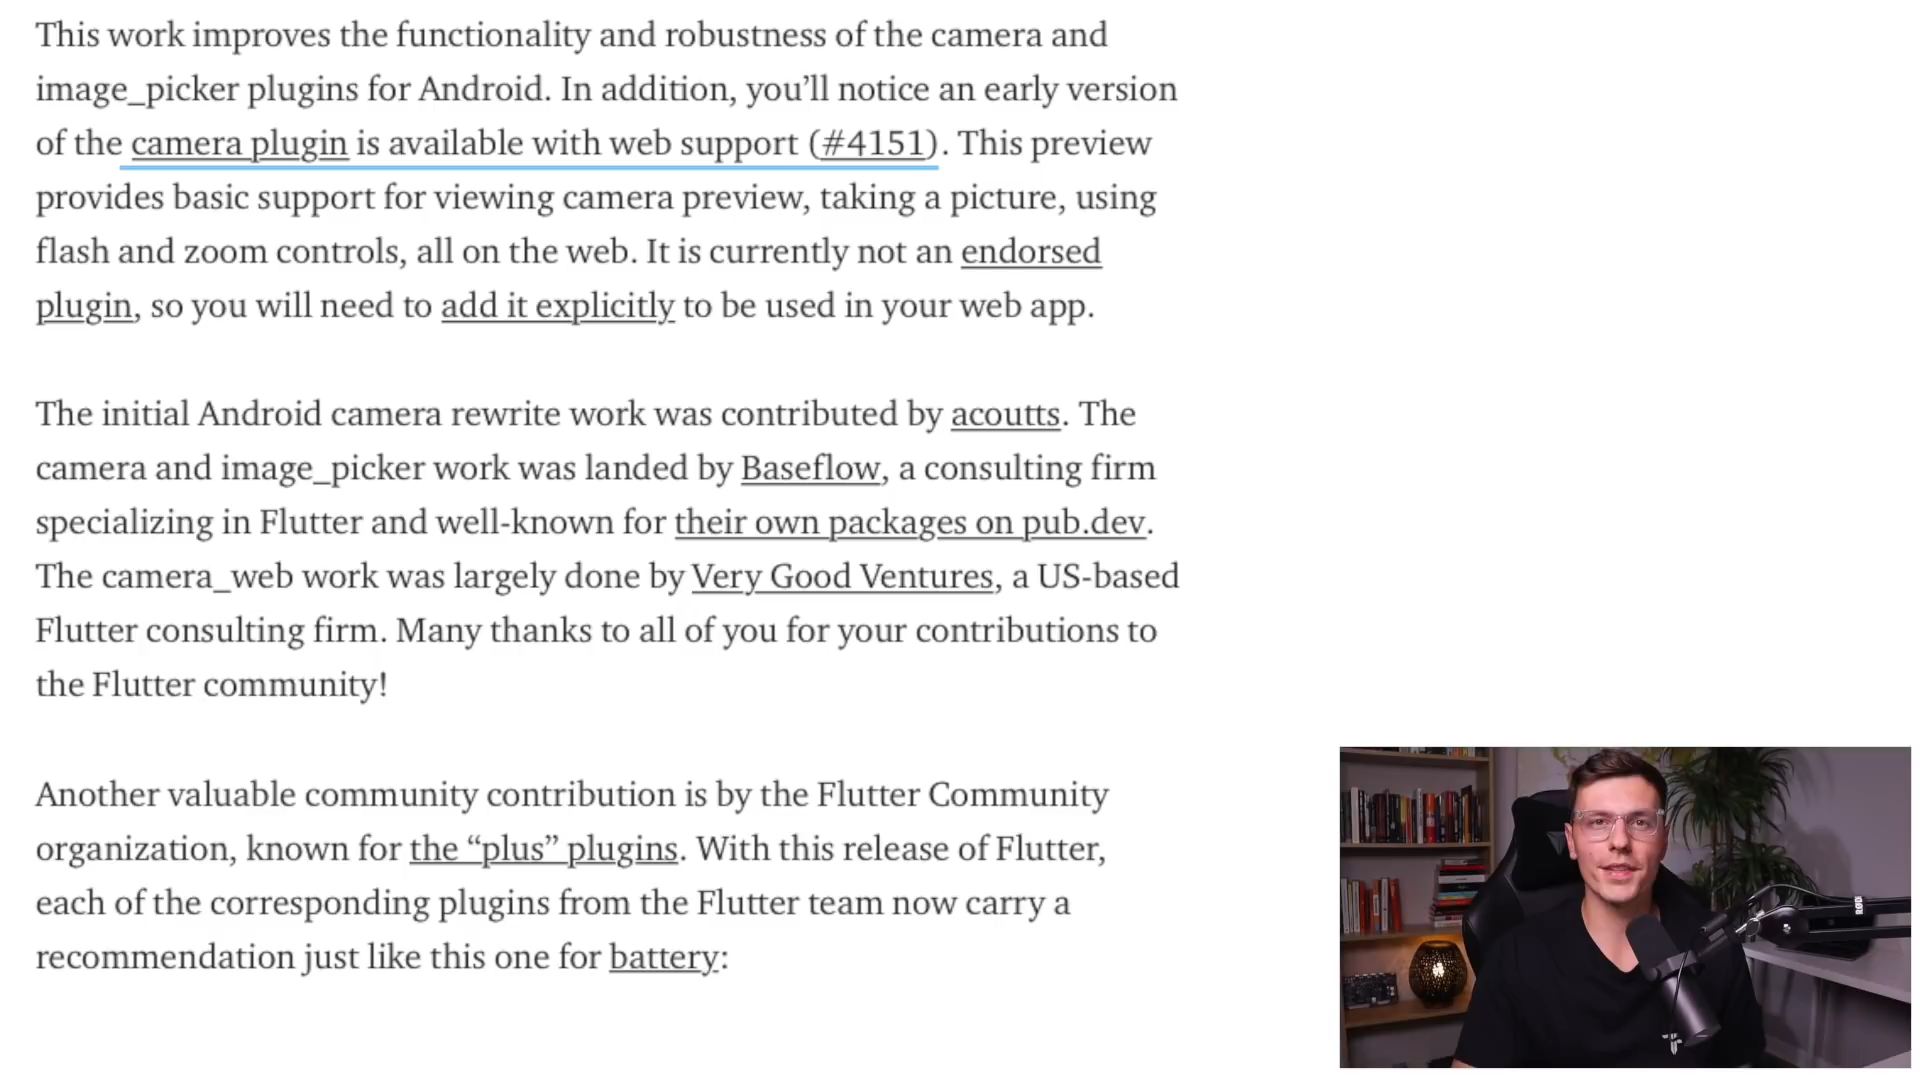 This work improves the functionality and robustness of the camera and
image_picker plugins for Android. In addition, you’ll notice an early version
of the camera plugin is available with web support (#4151). This preview
provides basic support for viewing camera preview, taking a picture, using
flash and zoom controls, all on the web. It is currently not an endorsed
plugin, so you will need to add it explicitly to be used in your web app.
The initial Android camera rewrite work was contributed by acoutts. The
camera and image_picker work was landed by Baseflow, a consulting firm
specializing in Flutter and well-known for their own packages on pub.dev.
The camera_web work was largely done by Very Good Ventures, a US-based
Flutter consulting firm. Many thanks to all of you for your contributions to
the Flutter community!
Another valuable community contribution is by the Flutter Community
organization, known for the “plus” plugins. With this release of Flutter,
each of the corresponding plugins from the Flutter team now carry a
recommendation just like this one for battery:
RØDE